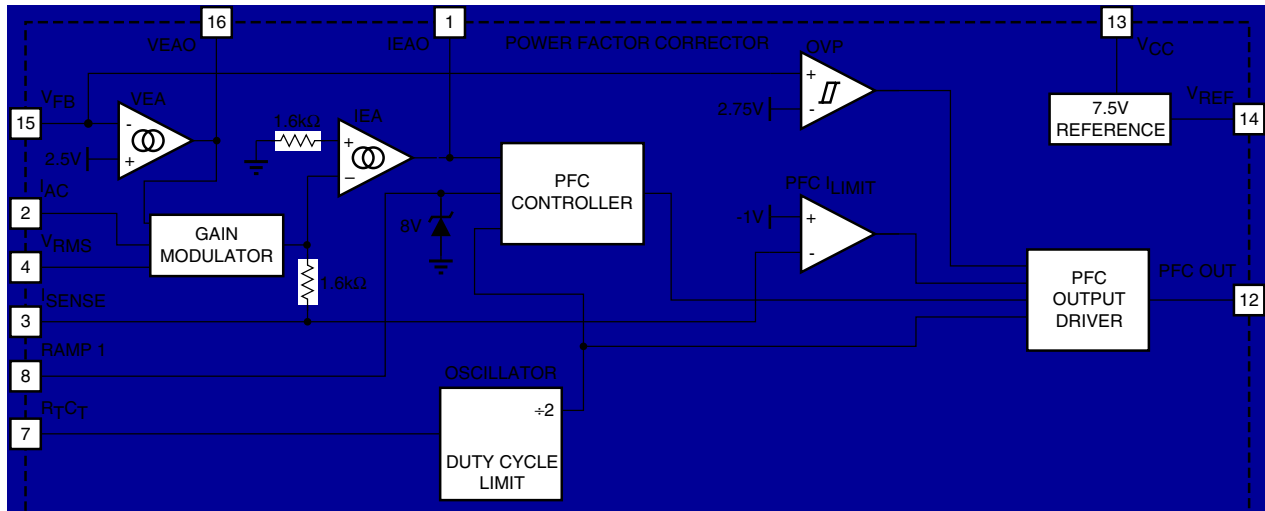 16
1
13
VEAO
IEAO
POWER FACTOR CORRECTOR
OVP
VCC
VFB
VEA
+
15
-
2.75V
-
7.5V
REFERENCE
VREF
14
1.6kΩ
IEA
+
2.5V
+
–
PFC
CONTROLLER
PFC ILIMIT
IAC
2
-1V
+
8V
GAIN
MODULATOR
VRMS
4
-
ISENSE
1.6kΩ
3
PFC
OUTPUT
DRIVER
PFC OUT
12
RAMP 1
8
OSCILLATOR
÷2
RTCT
7
DUTY CYCLE
LIMIT